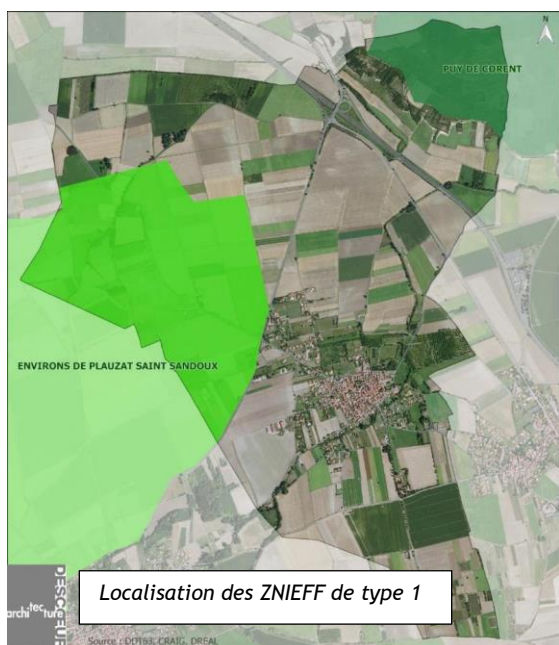 N
PUY DE CORENT
ENVIRONS DE PLAUZAT SAINT SANDOUX
Localisation des ZNIEFF de type 1
architecture
DESCOEUR
Source : DDT63, CRAIG, DREAL